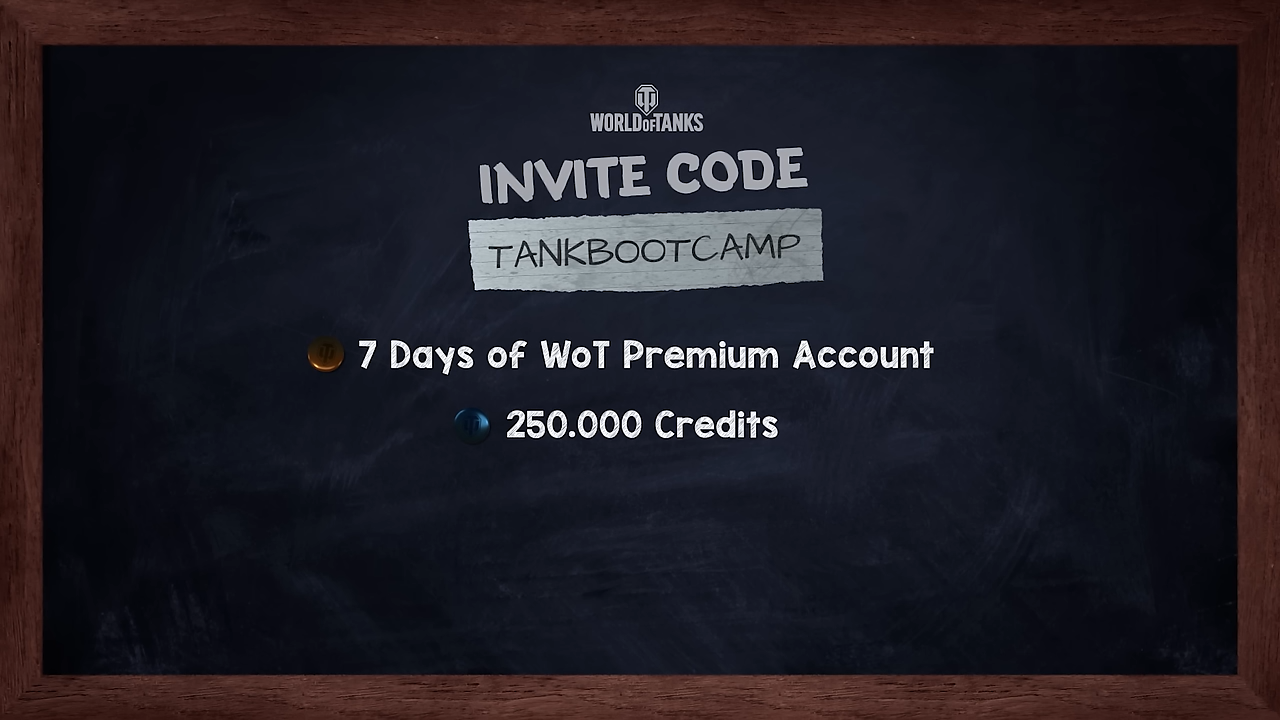 WORLD OF TANKS
INVITE CODE
TANKBOOTCAMP
7 Days of WoT Premium Account
250.000 Credits